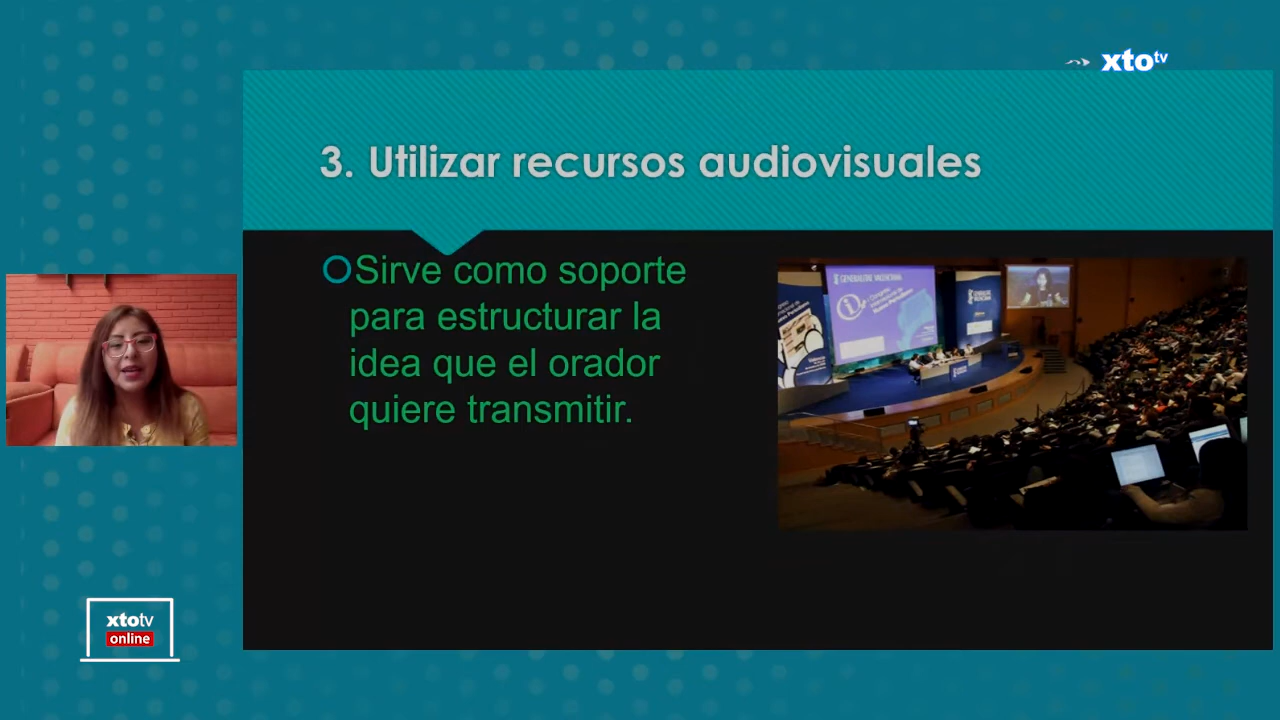 xtotv
3. Utilizar recursos audiovisuales
Sirve como soporte
para estructurar la
idea que el orador
quiere transmitir.
GENERALITAT VALENCIANA
xtotv
online